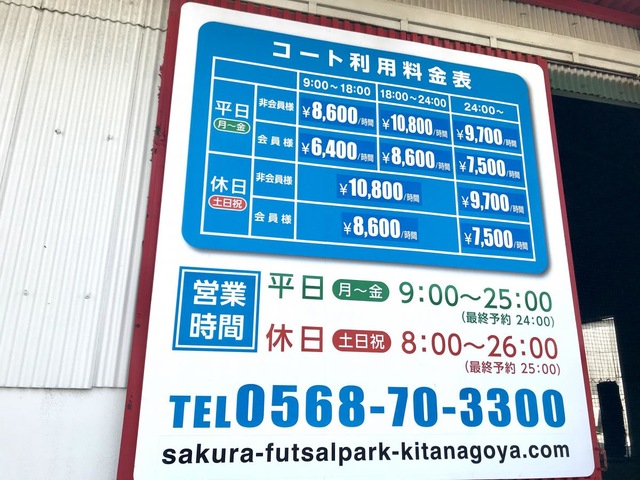 コート利用料金表
9:00～18:00 18:00～24:00 24:00～
平日 月～金 非会員様 ¥8,600/時間 ¥10,800/時間 ¥9,700/時間
会員様 ¥6,400/時間 ¥8,600/時間 ¥7,500/時間
休日 土日祝 非会員様 ¥10,800/時間 ¥9,700/時間
会員様 ¥8,600/時間 ¥7,500/時間
営業時間
平日 月～金 9:00～25:00
(最終予約 24:00)
休日 土日祝 8:00～26:00
(最終予約 25:00)
TEL0568-70-3300
sakura-futsalpark-kitanagoya.com